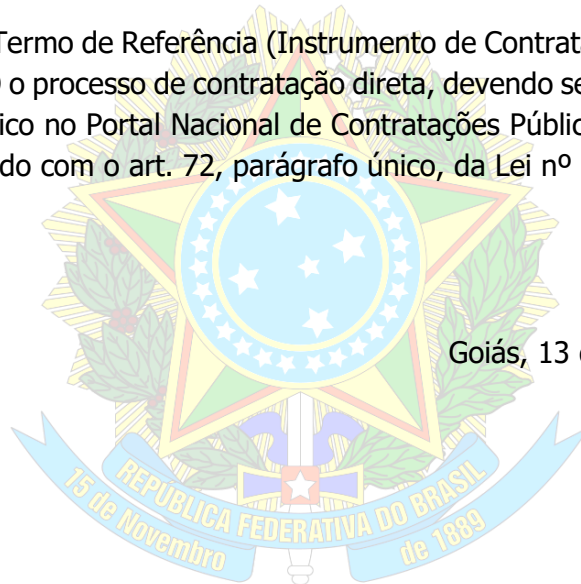 Termo de Referência (Instrumento de Contrat
o processo de contratação direta, devendo se
ico no Portal Nacional de Contratações Públic
do com o art. 72, parágrafo único, da Lei nº
Goiás, 13
REPÚBLICA FEDERATIVA DO BRASIL
15 de Novembro de 1889